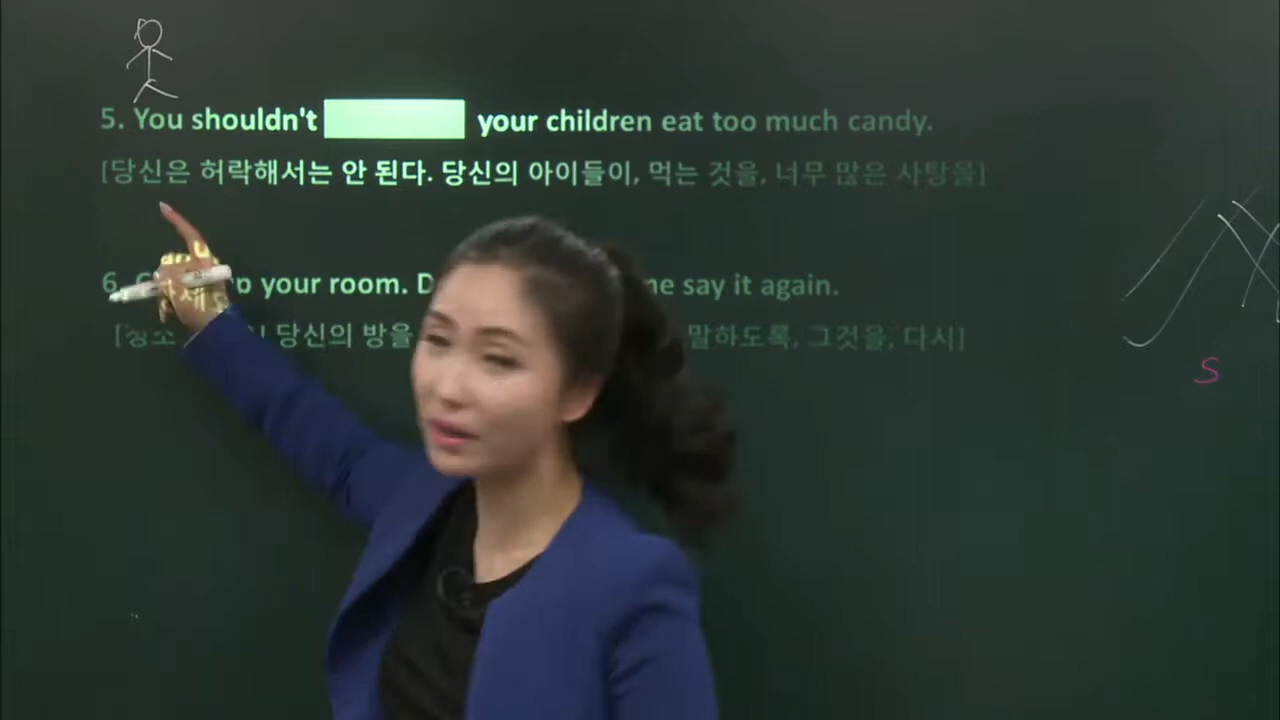 5. You shouldn't your children eat too much candy.
[당신은 허락해서는 안 된다. 당신의 아이들이, 먹는 것을, 너무 많은 사탕을]
6. your room. say it again.
[청소 당신의 방을 말하도록, 그것을, 다시]
S